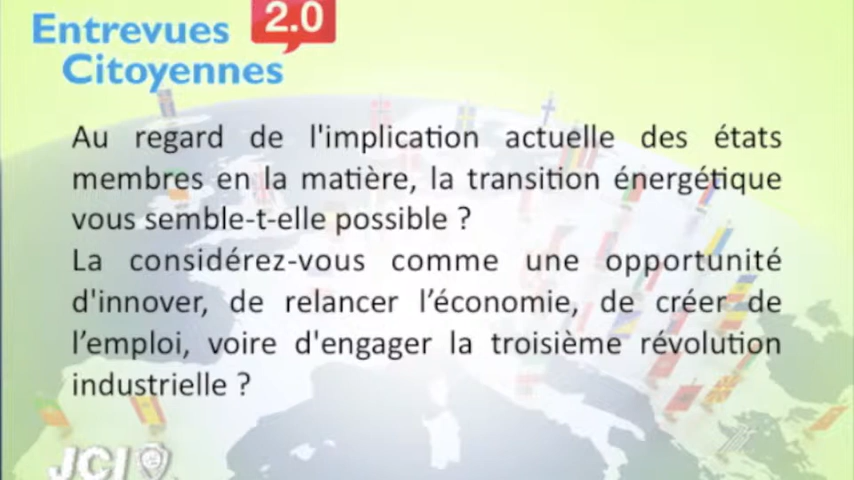 Entrevues 2.0
Citoyennes
Au regard de l'implication actuelle des états
membres en la matière, la transition énergétique
vous semble-t-elle possible ?
La considérez-vous comme une opportunité
d'innover, de relancer l’économie, de créer de
l’emploi, voire d'engager la troisième révolution
industrielle ?
JCI